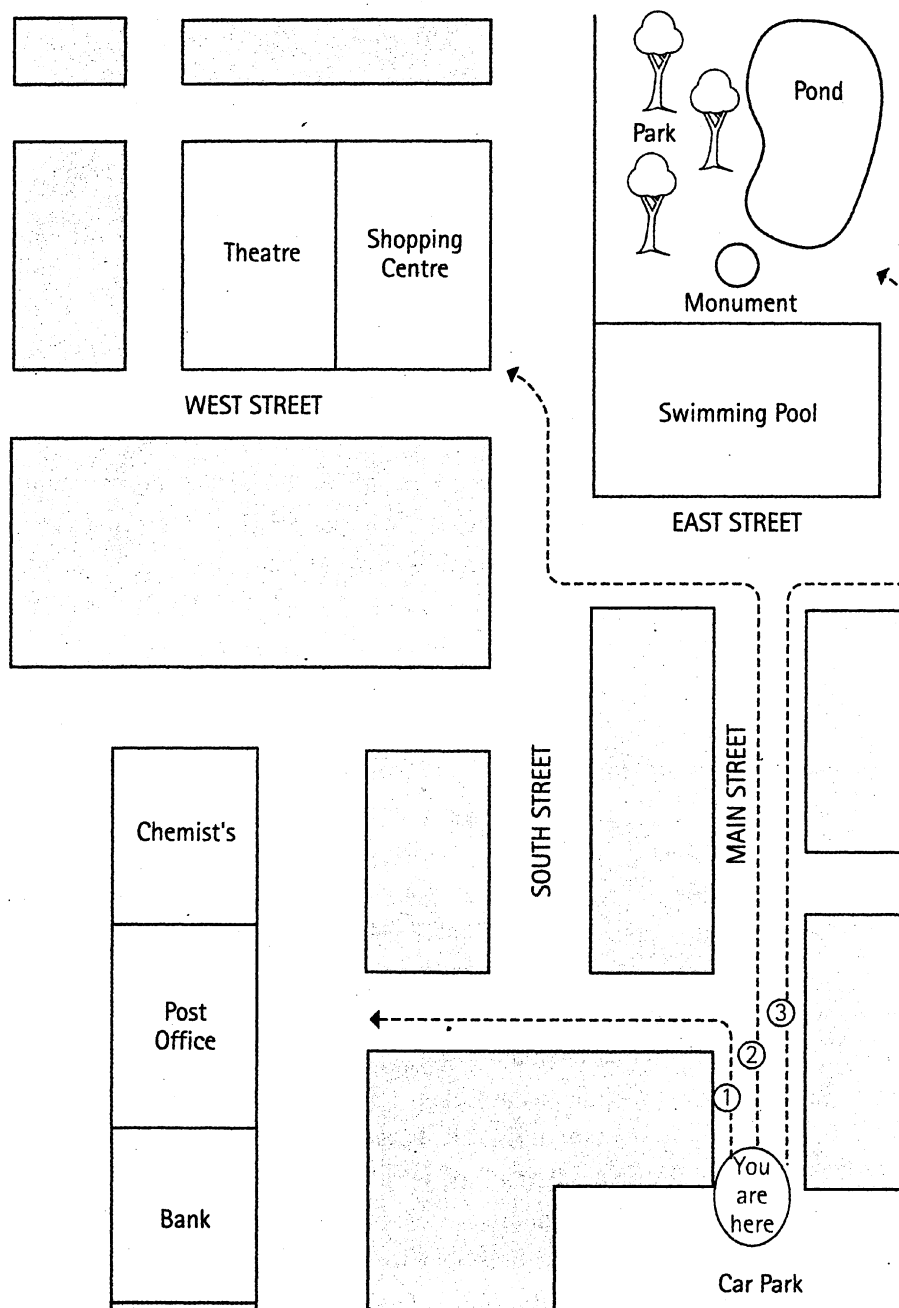 Pond
Park
Theatre
Shopping
Centre
Monument
WEST STREET
Swimming Pool
EAST STREET
SOUTH STREET
MAIN STREET
Chemist's
Post
Office
3
2
1
You
are
here
Bank
Car Park